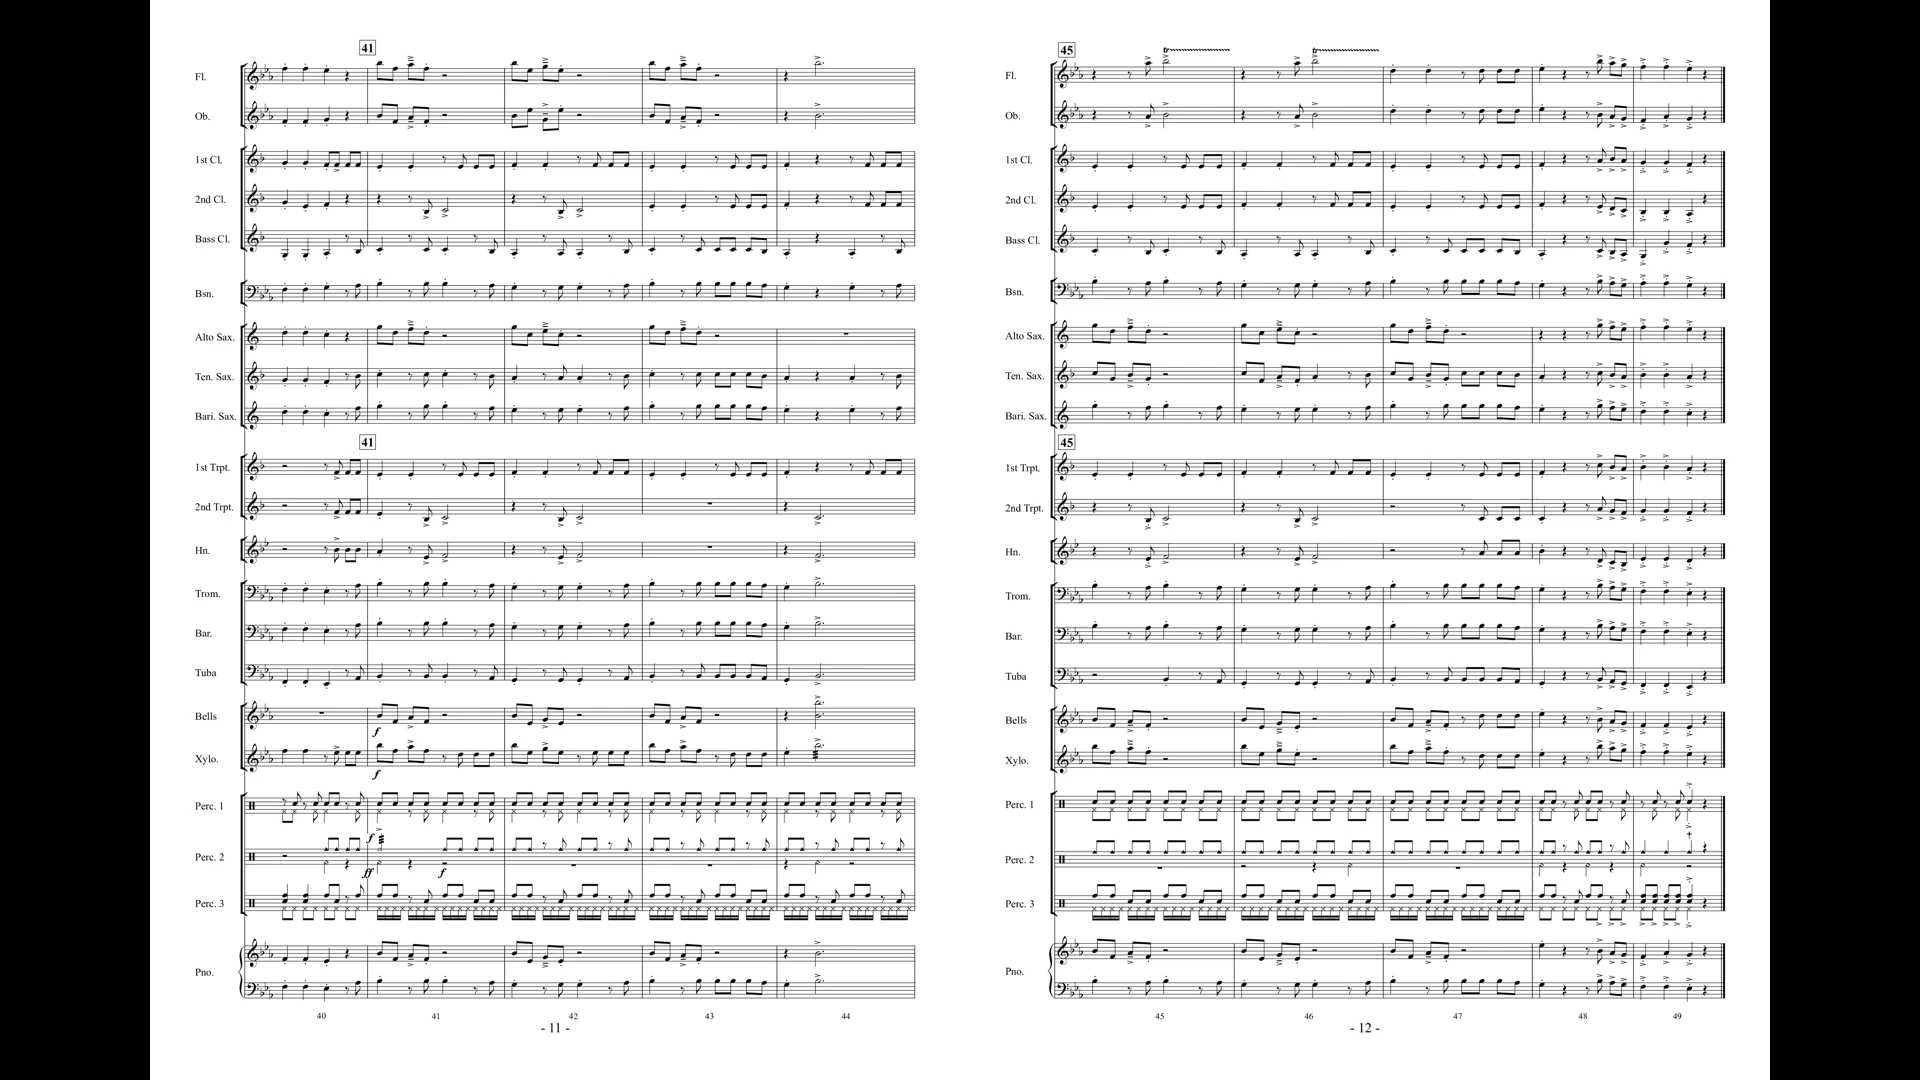 41
Fl.
Ob.
1st Cl.
2nd Cl.
Bass Cl.
Bsn.
Alto Sax.
Ten. Sax.
Bari. Sax.
41
1st Trpt.
2nd Trpt.
Hn.
Trom.
Bar.
Tuba
Bells
f
Xylo.
f
Perc. 1
f
Perc. 2
ff f
Perc. 3
Pno.
40 41 42 43 44
- 11 -
45
tr tr
Fl.
Ob.
1st Cl.
2nd Cl.
Bass Cl.
Bsn.
Alto Sax.
Ten. Sax.
Bari. Sax.
45
1st Trpt.
2nd Trpt.
Hn.
Trom.
Bar.
Tuba
Bells
Xylo.
Perc. 1
Perc. 2
Perc. 3
Pno.
45 46 47 48 49
- 12 -